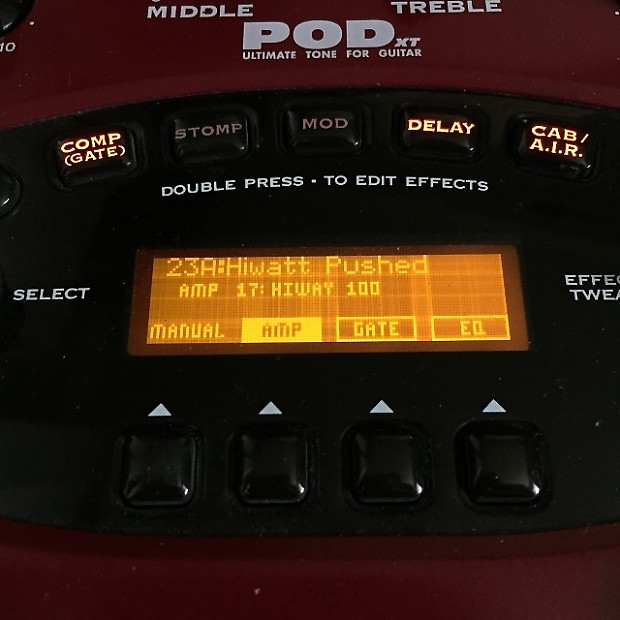 MIDDLE
TREBLE
10
POD XT
ULTIMATE TONE FOR GUITAR
COMP
(GATE)
STOMP
MOD
DELAY
CAB/
A.I.R.
DOUBLE PRESS · TO EDIT EFFECTS
23A:Hiwatt Pushed
AMP 17: HIWAY 100
MANUAL AMP GATE EQ
SELECT